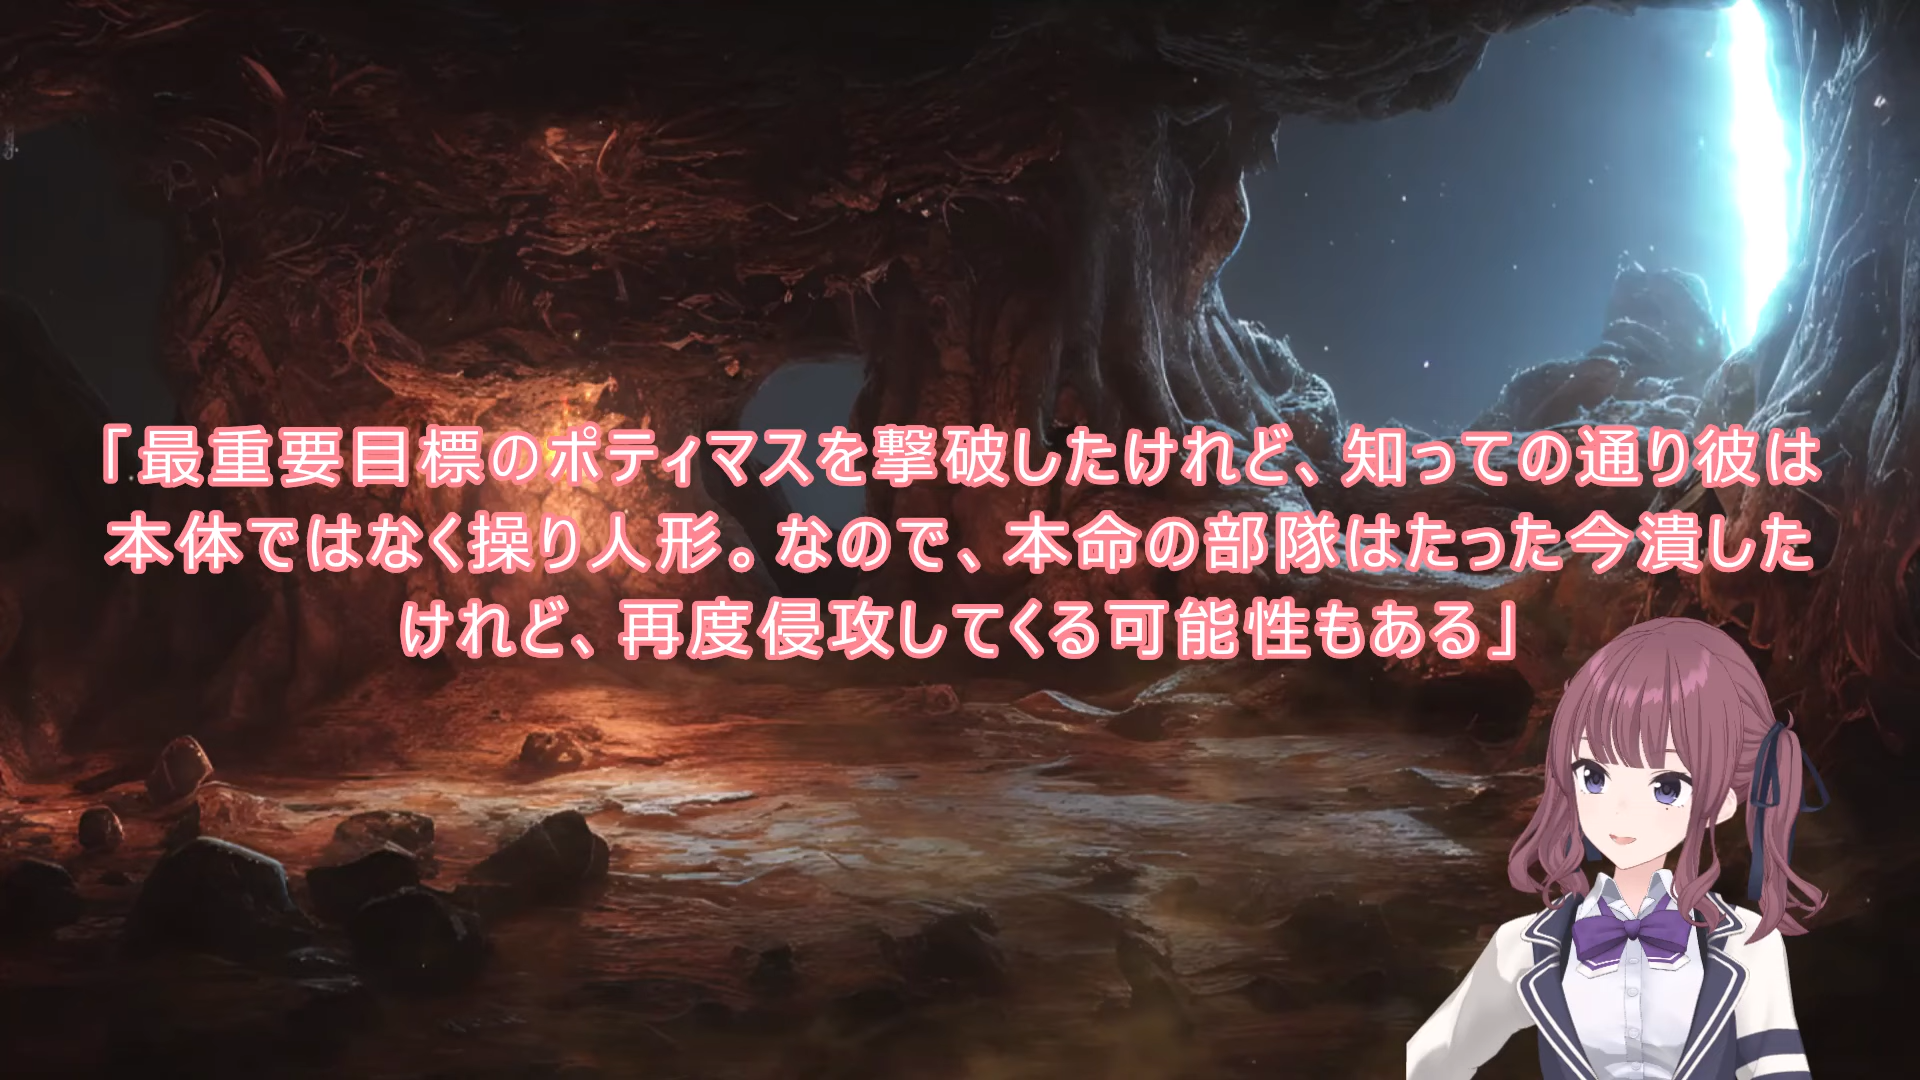 「最重要目標のポティマスを撃破したけれど、知っての通り彼は
本体ではなく操り人形。なので、本命の部隊はたった今潰した
けれど、再度侵攻してくる可能性もある」